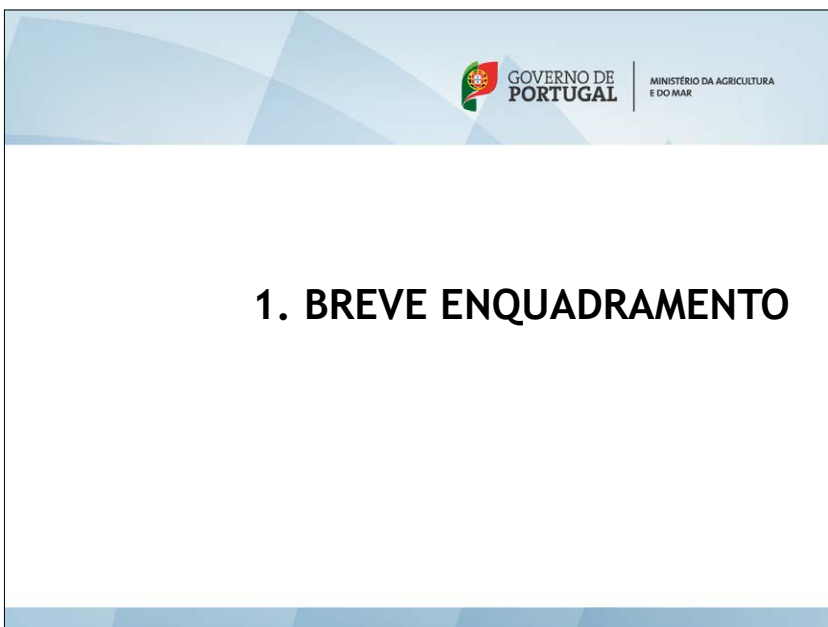 GOVERNO DE
PORTUGAL
MINISTÉRIO DA AGRICULTURA
E DO MAR
1. BREVE ENQUADRAMENTO